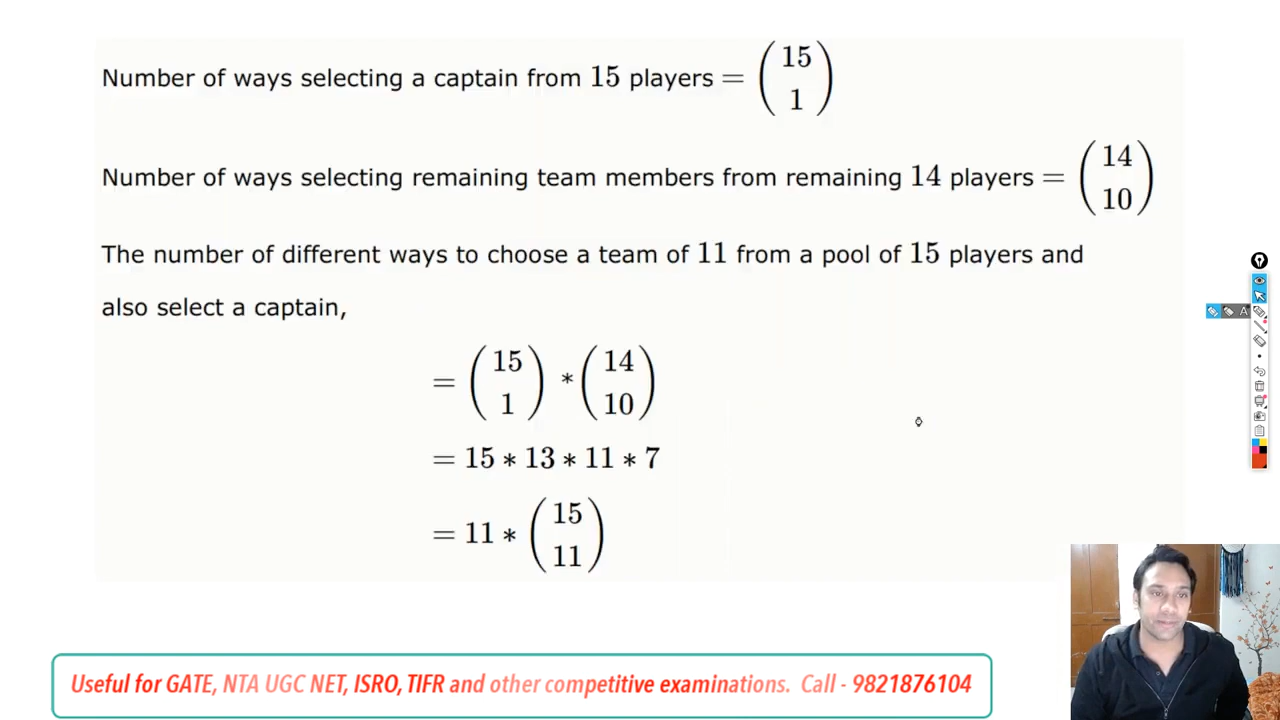 Number of ways selecting a captain from 15 players = (15 1)
Number of ways selecting remaining team members from remaining 14 players = (14 10)
The number of different ways to choose a team of 11 from a pool of 15 players and
also select a captain,
= (15 1) * (14 10)
= 15 * 13 * 11 * 7
= 11 * (15 11)
A
Useful for GATE, NTA UGC NET, ISRO, TIFR and other competitive examinations. Call - 9821876104